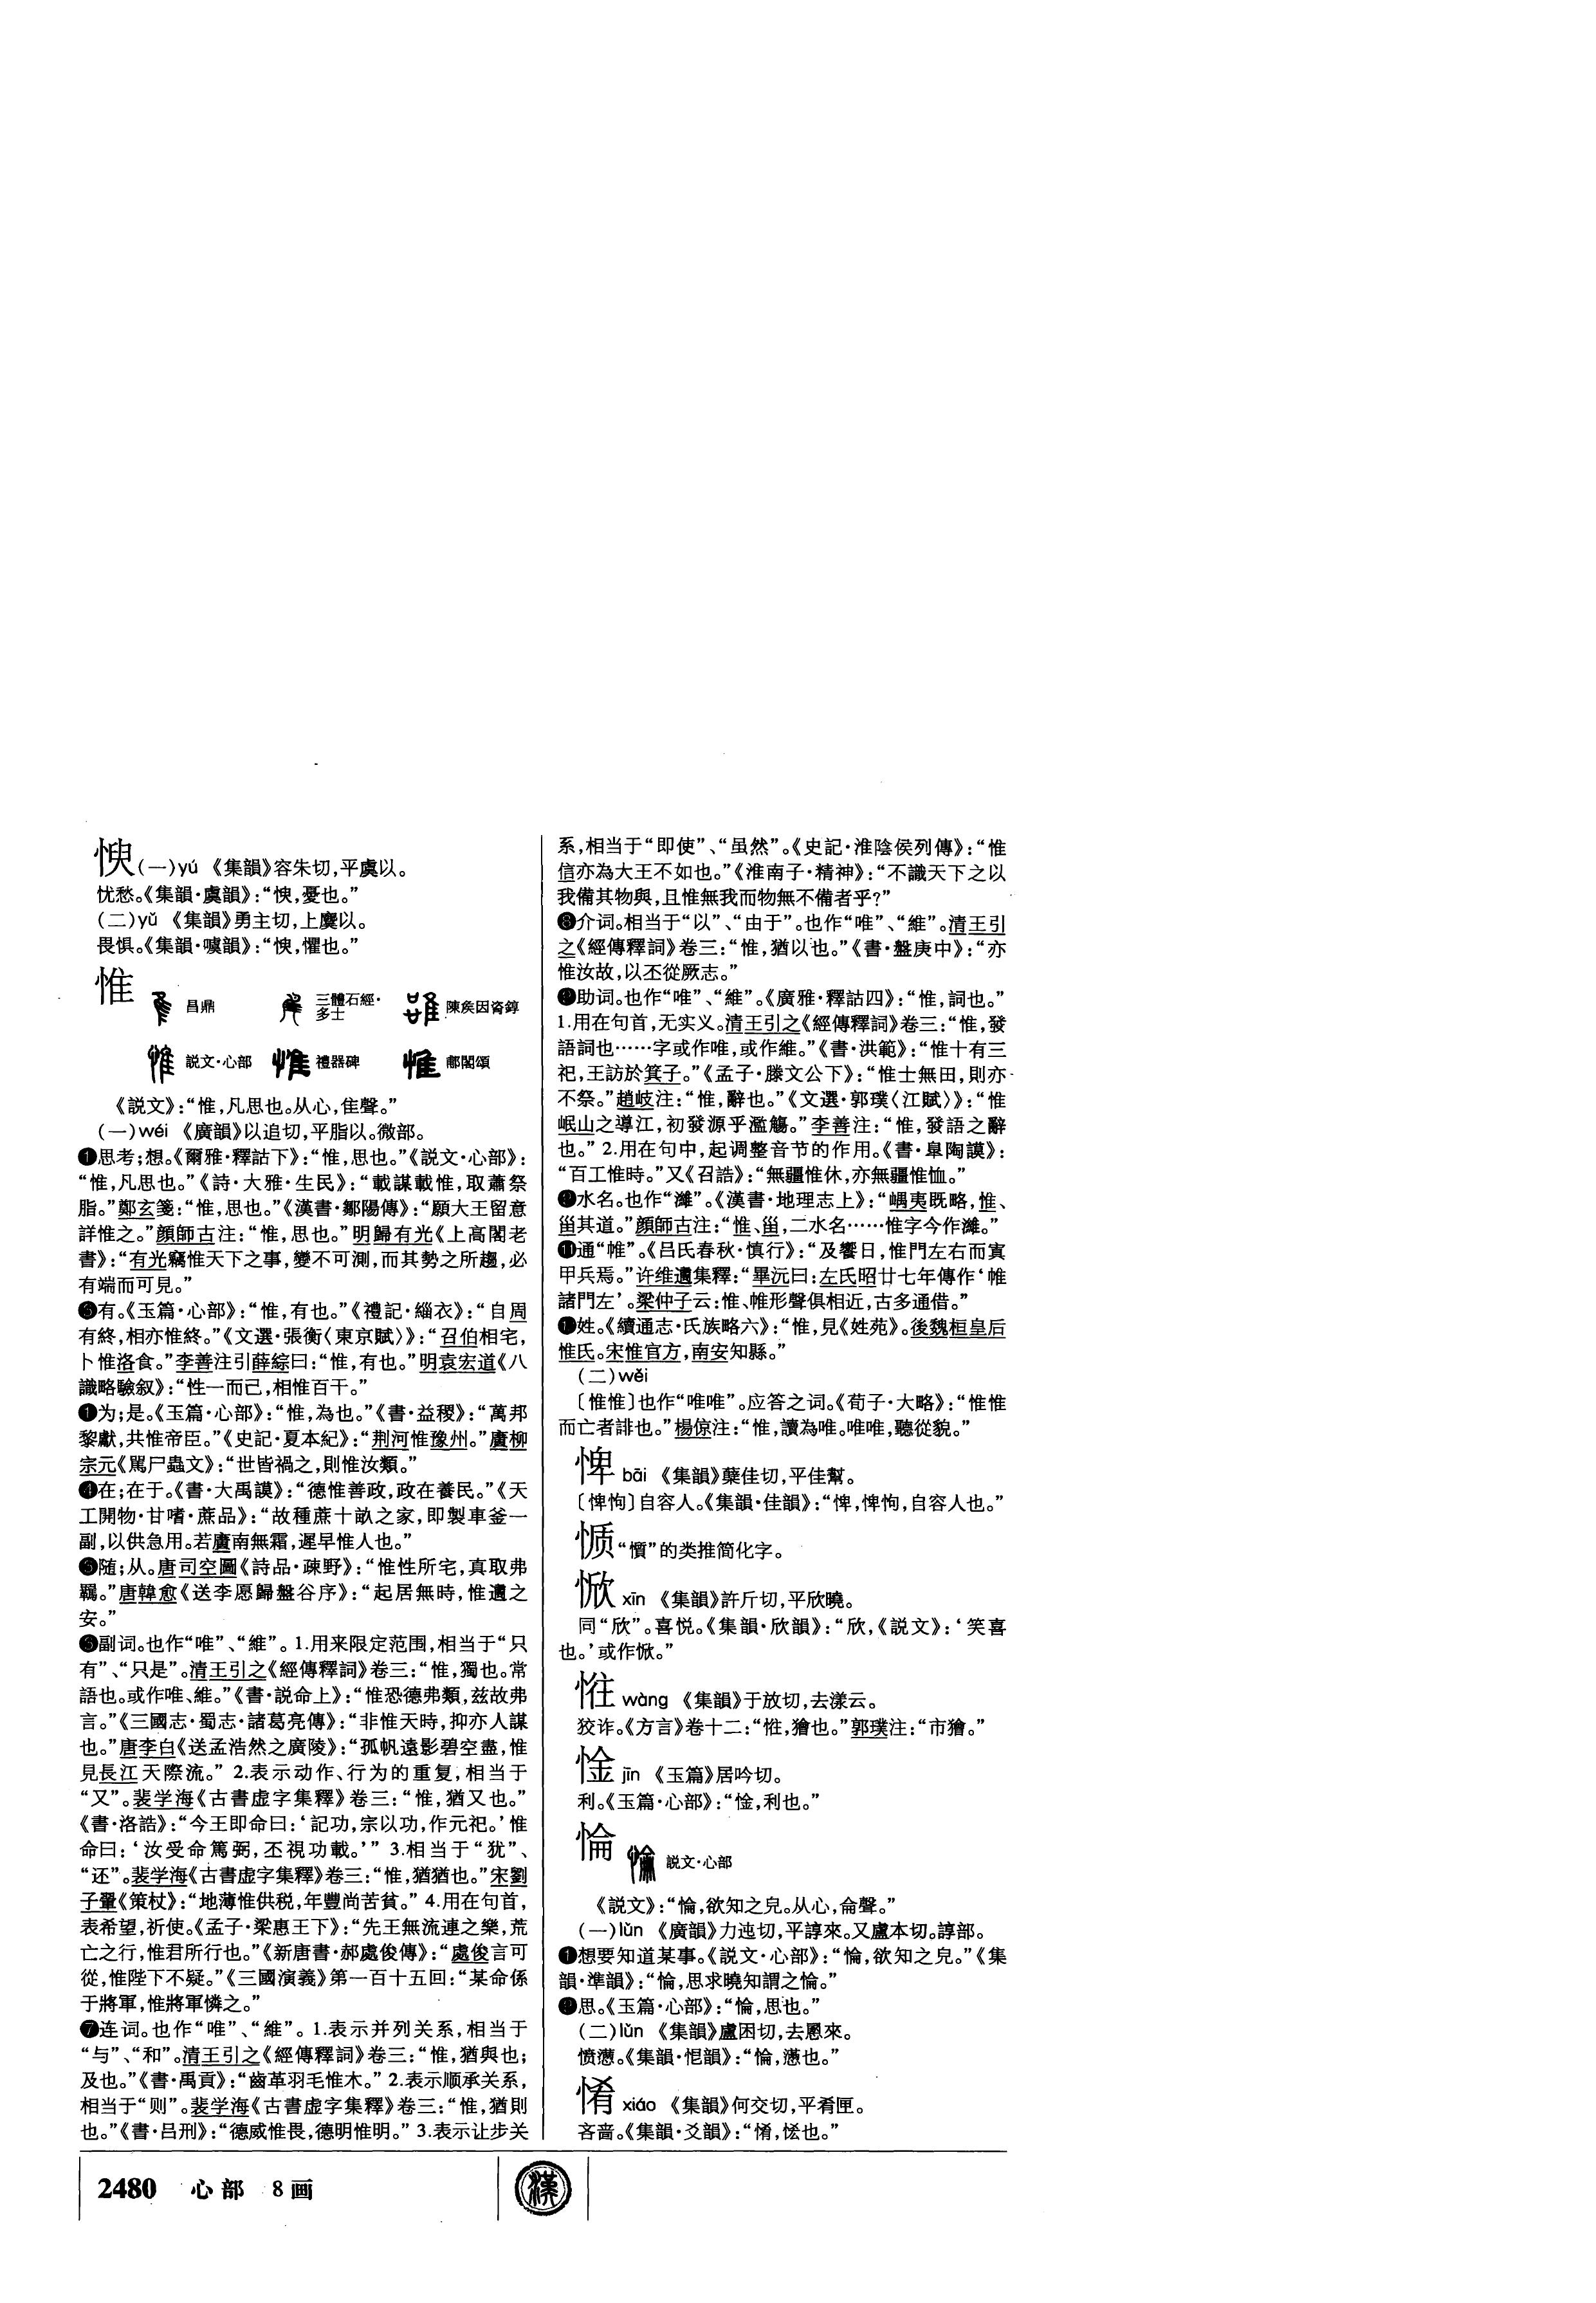 惥(一)yú 《集韻》容朱切,平虞以。
忧愁。《集韻·虞韻》:“㥚,憂也。”
(二)yǔ 《集韻》勇主切,上麌以。
畏惧。《集韻·噳韻》:“㥚,懼也。”
惟
昌鼎 三體石經·多士 陳矦因𬱩錞
説文·心部 禮器碑 郙閣頌
《説文》:“惟,凡思也。从心,隹聲。”
(一)wéi 《廣韻》以追切,平脂以。微部。
❶思考;想。《爾雅·釋詁下》:“惟,思也。”《説文·心部》:
“惟,凡思也。”《詩·大雅·生民》:“載謀載惟,取蕭祭
脂。”鄭玄箋:“惟,思也。”《漢書·鄒陽傳》:“願大王留意
詳惟之。”顔師古注:“惟,思也。”明歸有光《上高閣老
書》:“有光竊惟天下之事,變不可測,而其勢之所趨,必
有端而可見。”
有。《玉篇·心部》:“惟,有也。”《禮記·緇衣》:“自周
有終,相亦惟終。”《文選·張衡〈東京賦〉》:“召伯相宅,
卜惟洛食。”李善注引薛綜曰:“惟,有也。”明袁宏道《八
識略驗叙》:“性一而已,相惟百千。”
为;是。《玉篇·心部》:“惟,為也。”《書·益稷》:“萬邦
黎獻,共惟帝臣。”《史記·夏本紀》:“荆河惟豫州。”廣柳
宗元《駡尸蟲文》:“世皆禍之,則惟汝類。”
❹在;在于。《書·大禹謨》:“德惟善政,政在養民。”《天
工開物·甘嗜·蔗品》:“故種蔗十畝之家,即製車釜一
副,以供急用。若廣南無霜,遲早惟人也。”
❺随;从。唐司空圖《詩品·疎野》:“惟性所宅,真取弗
羈。”唐韓愈《送李愿歸盤谷序》:“起居無時,惟適之
安。”
副词。也作“唯”、“維”。1.用来限定范围,相当于“只
有”、“只是”。清王引之《經傳釋詞》卷三:“惟,獨也。常
語也。或作唯、維。”《書·説命上》:“惟恐德弗類,兹故弗
言。”《三國志·蜀志·諸葛亮傳》:“非惟天時,抑亦人謀
也。”唐李白《送孟浩然之廣陵》:“孤帆遠影碧空盡,惟
見長江天際流。” 2.表示动作、行为的重复,相当于
“又”。裴学海《古書虚字集釋》卷三:“惟,猶又也。”
《書·洛誥》:“今王即命曰:‘記功,宗以功,作元祀。’惟
命曰:‘汝受命篤弼,丕視功載。’” 3.相当于“犹”、
“还”。裴学海《古書虚字集釋》卷三:“惟,猶猶也。”宋劉
子翬《策杖》:“地薄惟供税,年豐尚苦貧。” 4.用在句首,
表希望,祈使。《孟子·梁惠王下》:“先王無流連之樂,荒
亡之行,惟君所行也。”《新唐書·郝處俊傳》:“處俊言可
從,惟陛下不疑。”《三國演義》第一百十五回:“某命係
于將軍,惟將軍憐之。”
❼连词。也作“唯”、“維”。1.表示并列关系,相当于
“与”、“和”。清王引之《經傳釋詞》卷三:“惟,猶與也;
及也。”《書·禹貢》:“齒革羽毛惟木。” 2.表示顺承关系,
相当于“则”。裴学海《古書虚字集釋》卷三:“惟,猶則
也。”《書·吕刑》:“德威惟畏,德明惟明。” 3.表示让步关
系,相当于“即使”、“虽然”。《史記·淮陰侯列傳》:“惟
信亦為大王不如也。”《淮南子·精神》:“不識天下之以
我備其物與,且惟無我而物無不備者乎?”
❽介词。相当于“以”、“由于”。也作“唯”、“維”。清王引
之《經傳釋詞》卷三:“惟,猶以也。”《書·盤庚中》:“亦
惟汝故,以丕從厥志。”
助词。也作“唯”、“維”。《廣雅·釋詁四》:“惟,詞也。”
1.用在句首,无实义。清王引之《經傳釋詞》卷三:“惟,發
語詞也……字或作唯,或作維。”《書·洪範》:“惟十有三
祀,王訪於箕子。”《孟子·滕文公下》:“惟士無田,則亦
不祭。”趙岐注:“惟,辭也。”《文選·郭璞〈江賦〉》:“惟
岷山之導江,初發源乎濫觴。”李善注:“惟,發語之辭
也。” 2.用在句中,起调整音节的作用。《書·皐陶謨》:
“百工惟時。”又《召誥》:“無疆惟休,亦無疆惟恤。”
水名。也作“濰”。《漢書·地理志上》:“嵎夷既略,惟、
甾其道。”顔師古注:“惟、甾,二水名……惟字今作濰。”
⓫通“帷”。《吕氏春秋·慎行》:“及饗日,惟門左右而寘
甲兵焉。”许维遹集釋:“畢沅曰:左氏昭廿七年傳作‘帷
諸門左’。梁仲子云:惟、帷形聲俱相近,古多通借。”
姓。《續通志·氏族略六》:“惟,見《姓苑》。後魏桓皇后
惟氏。宋惟官方,南安知縣。”
(二)wěi
〔惟惟〕也作“唯唯”。应答之词。《荀子·大略》:“惟惟
而亡者誹也。”楊倞注:“惟,讀為唯。唯唯,聽從貌。”
㥗 bāi 《集韻》蘗佳切,平佳幫。
〔㥗㤘〕自容人。《集韻·佳韻》:“㥗,㥗㤘,自容人也。”
𢙓“懫”的类推简化字。
惞 xīn 《集韻》許斤切,平欣曉。
同“欣”。喜悦。《集韻·欣韻》:“欣,《説文》:‘笑喜
也。’或作惞。”
㤮 wàng 《集韻》于放切,去漾云。
狡诈。《方言》卷十二:“㤮,獪也。”郭璞注:“市獪。”
惍 jīn 《玉篇》居吟切。
利。《玉篇·心部》:“惍,利也。”
惀
説文·心部
《説文》:“惀,欲知之皃。从心,侖聲。”
(一)lǔn 《廣韻》力迍切,平諄來。又盧本切。諄部。
❶想要知道某事。《説文·心部》:“惀,欲知之皃。”《集
韻·準韻》:“惀,思求曉知謂之惀。”
思。《玉篇·心部》:“惀,思也。”
(二)lùn 《集韻》盧困切,去慁來。
愤懑。《集韻·恨韻》:“惀,懣也。”
㥋 xiáo 《集韻》何交切,平肴匣。
吝啬。《集韻·爻韻》:“㥋,恡也。”
2480 心部 8画
漢